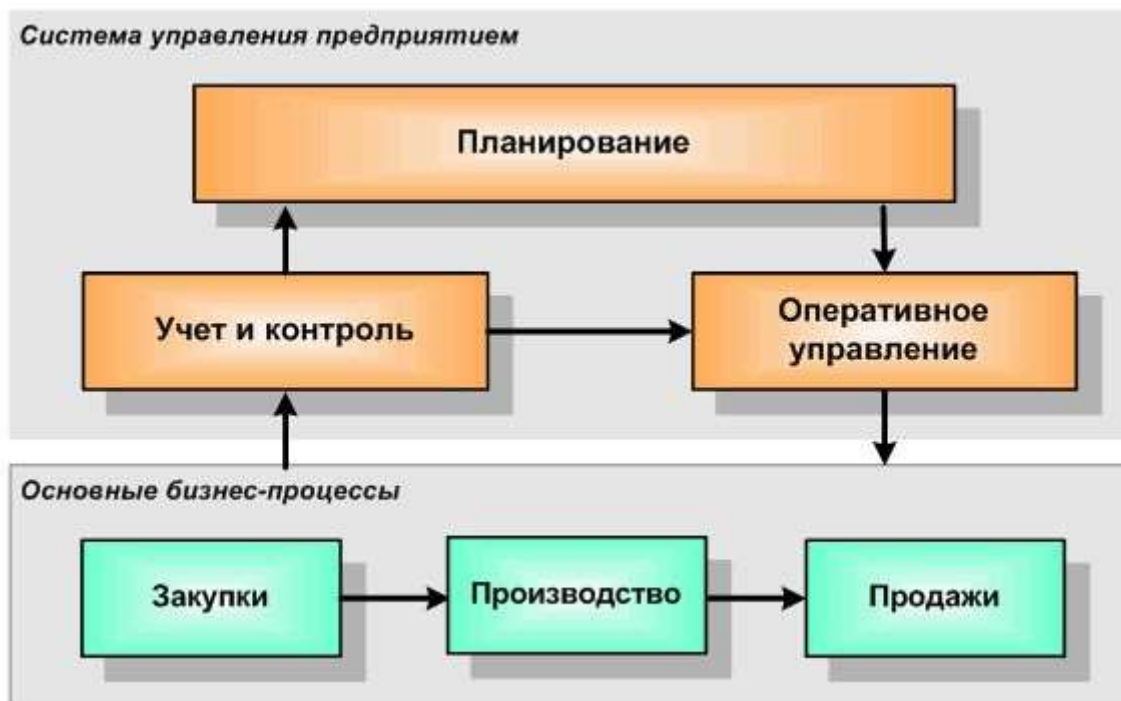 Система управления предприятием
Планирование
Учет и контроль
Оперативное
управление
Основные бизнес-процессы
Закупки
Производство
Продажи